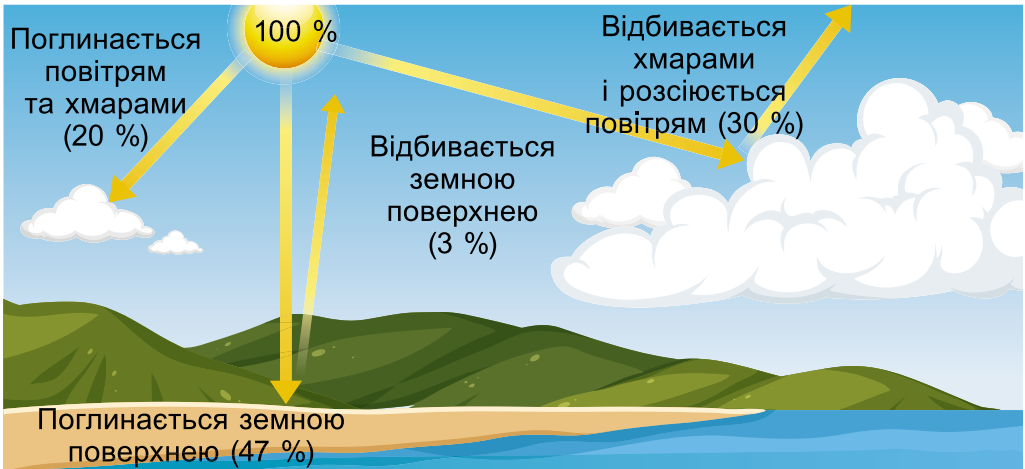 100 %
Поглинається
повітрям
та хмарами
(20 %)
Відбивається
хмарами
і розсіюється
повітрям (30 %)
Відбивається
земною
поверхнею
(3 %)
Поглинається земною
поверхнею (47 %)